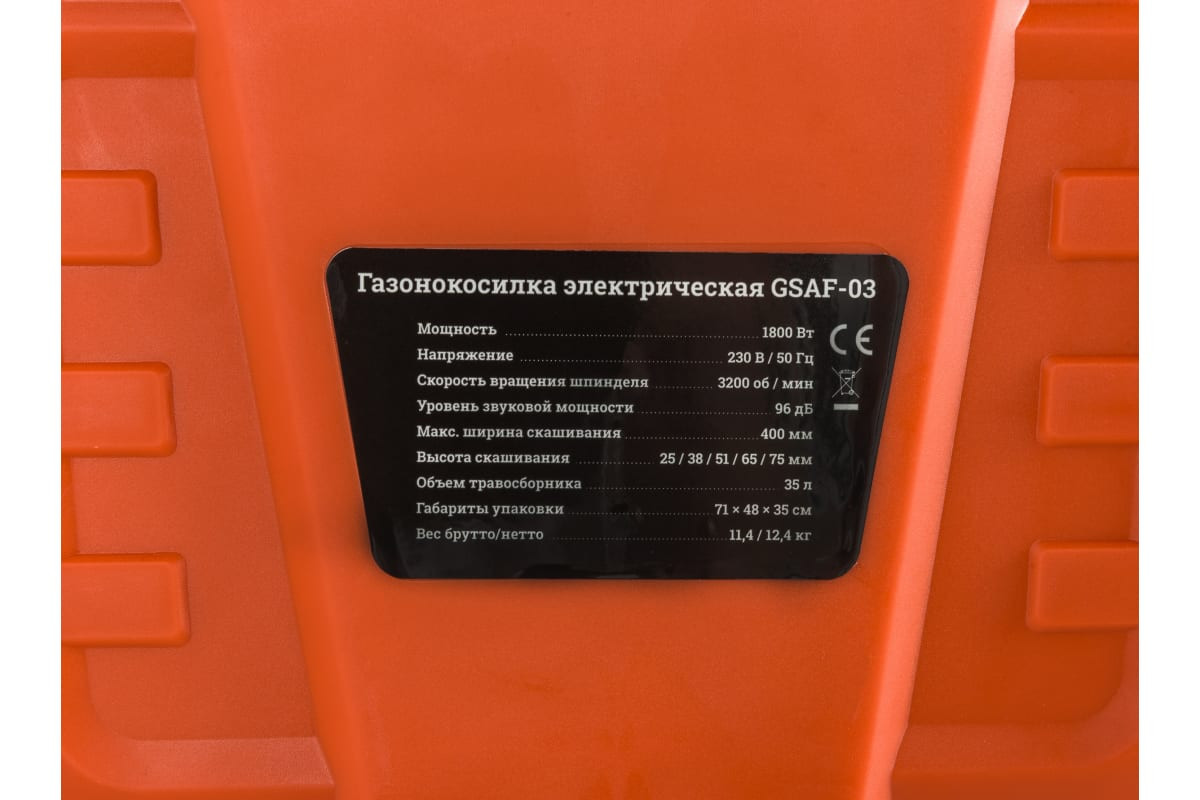 Газонокосилка электрическая GSAF-03
Мощность 1800 Вт
Напряжение 230 В / 50 Гц
Скорость вращения шпинделя 3200 об / мин
Уровень звуковой мощности 96 дБ
Макс. ширина скашивания 400 мм
Высота скашивания 25 / 38 / 51 / 65 / 75 мм
Объем травосборника 35 л
Габариты упаковки 71 × 48 × 35 см
Вес брутто/нетто 11,4 / 12,4 кг
CE